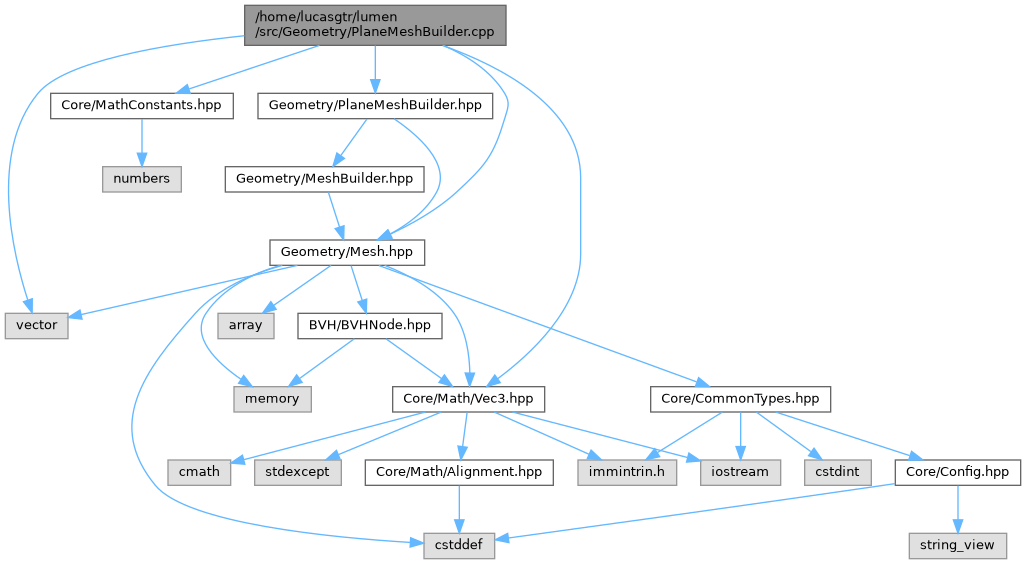 /home/lucasgtr/lumen
/src/Geometry/PlaneMeshBuilder.cpp
Core/MathConstants.hpp
Geometry/PlaneMeshBuilder.hpp
numbers
Geometry/MeshBuilder.hpp
Geometry/Mesh.hpp
vector
array
BVH/BVHNode.hpp
memory
Core/Math/Vec3.hpp
Core/CommonTypes.hpp
cmath
stdexcept
Core/Math/Alignment.hpp
immintrin.h
iostream
cstdint
Core/Config.hpp
cstddef
string_view